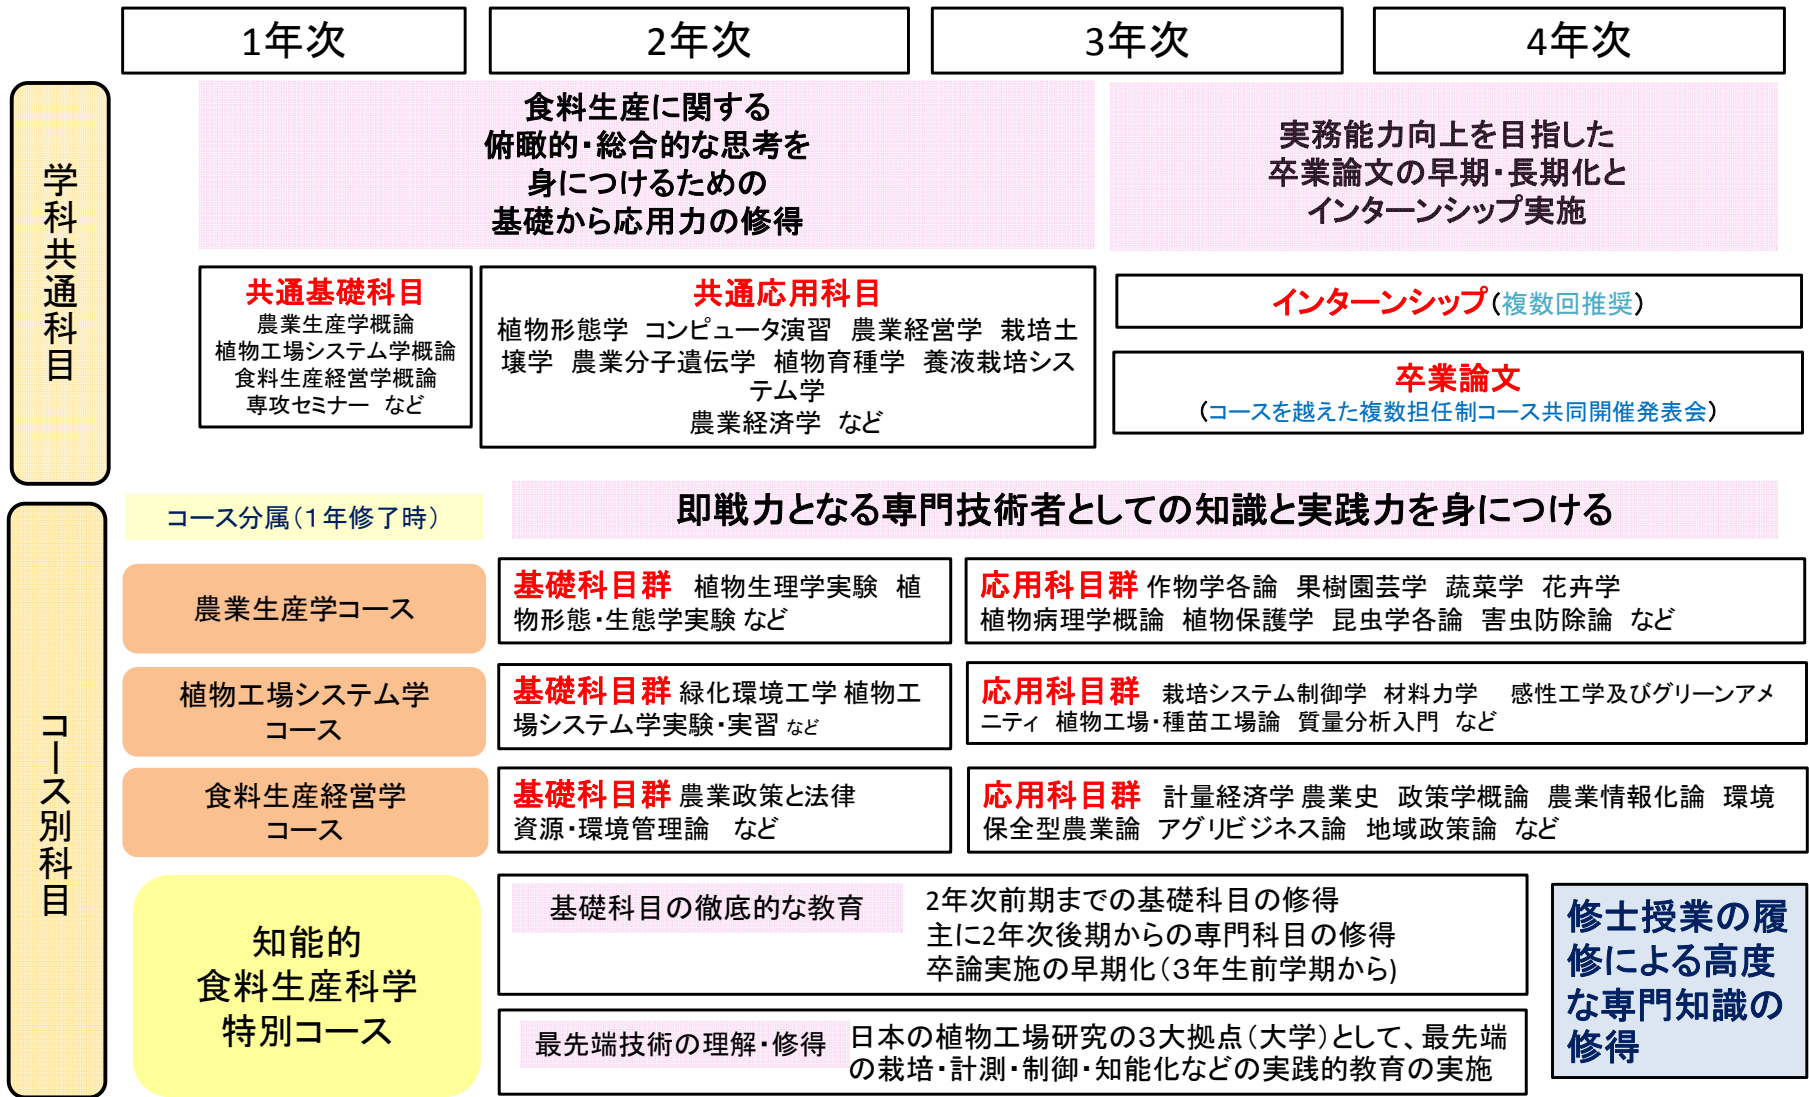 1年次
2年次
3年次
4年次
学科共通科目
食料生産に関する
俯瞰的・総合的な思考を
身につけるための
基礎から応用力の修得
実務能力向上を目指した
卒業論文の早期・長期化と
インターンシップ実施
共通基礎科目
農業生産学概論
植物工場システム学概論
食料生産経営学概論
専攻セミナー など
共通応用科目
植物形態学 コンピュータ演習 農業経営学 栽培土
壌学 農業分子遺伝学 植物育種学 養液栽培シス
テム学
農業経済学 など
インターンシップ(複数回推奨)
卒業論文
(コースを越えた複数担任制コース共同開催発表会)
コース別科目
コース分属(1年修了時)
即戦力となる専門技術者としての知識と実践力を身につける
農業生産学コース
基礎科目群 植物生理学実験 植
物形態・生態学実験 など
応用科目群 作物学各論 果樹園芸学 蔬菜学 花卉学
植物病理学概論 植物保護学 昆虫学各論 害虫防除論 など
植物工場システム学
コース
基礎科目群 緑化環境工学 植物工
場システム学実験・実習 など
応用科目群 栽培システム制御学 材料力学 感性工学及びグリーンアメ
ニティ 植物工場・種苗工場論 質量分析入門 など
食料生産経営学
コース
基礎科目群 農業政策と法律
資源・環境管理論 など
応用科目群 計量経済学 農業史 政策学概論 農業情報化論 環境
保全型農業論 アグリビジネス論 地域政策論 など
知能的
食料生産科学
特別コース
基礎科目の徹底的な教育
2年次前期までの基礎科目の修得
主に2年次後期からの専門科目の修得
卒論実施の早期化(3年生前学期から)
最先端技術の理解・修得
日本の植物工場研究の3大拠点(大学)として、最先端
の栽培・計測・制御・知能化などの実践的教育の実施
修士授業の履
修による高度
な専門知識の
修得